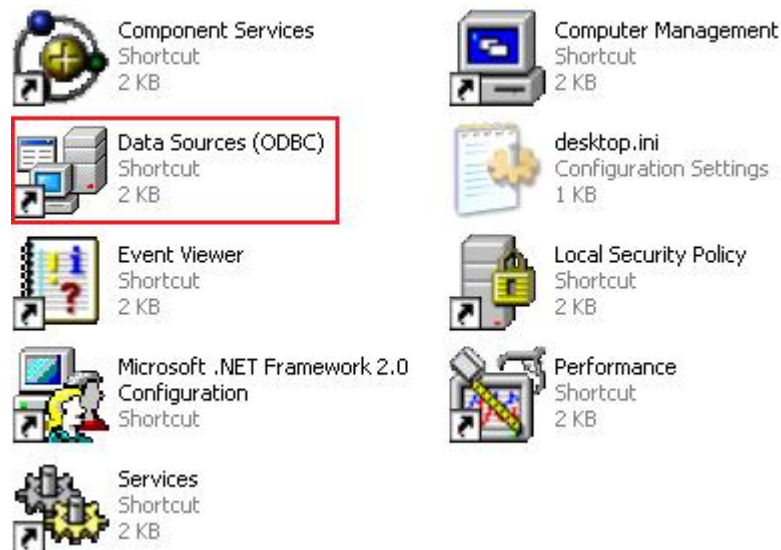 Component Services
Shortcut
2 KB
Computer Management
Shortcut
2 KB
Data Sources (ODBC)
Shortcut
2 KB
desktop.ini
Configuration Settings
1 KB
Event Viewer
Shortcut
2 KB
Local Security Policy
Shortcut
2 KB
Microsoft .NET Framework 2.0
Configuration
Shortcut
Performance
Shortcut
2 KB
Services
Shortcut
2 KB